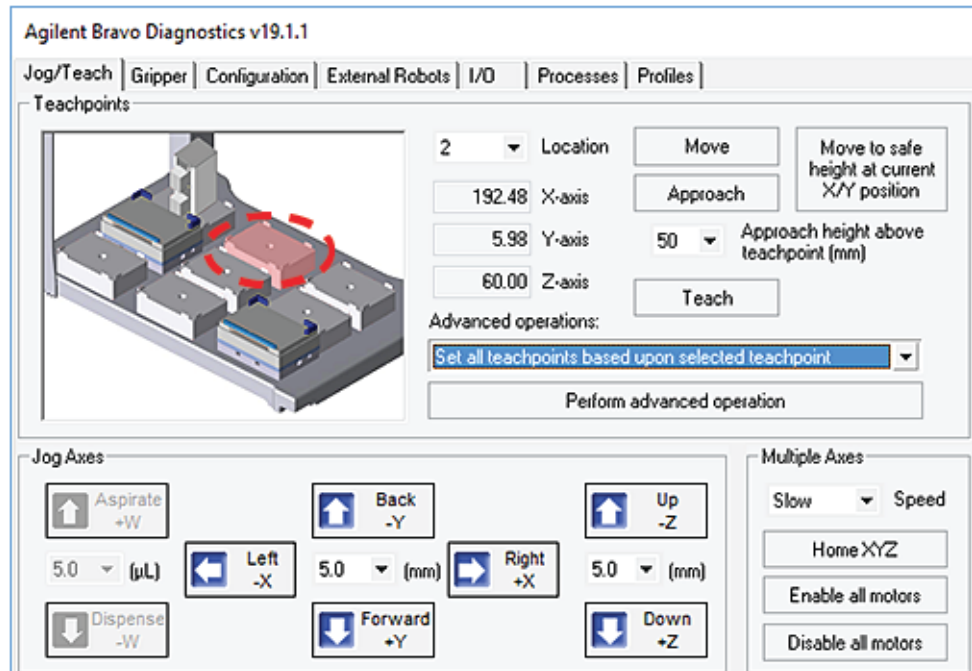 Agilent Bravo Diagnostics v19.1.1
Jog/Teach Gripper Configuration External Robots I/O Processes Profiles
Teachpoints
2 Location
192.48 X-axis
5.98 Y-axis
60.00 Z-axis
Move
Approach
Move to safe
height at current
X/Y position
50 Approach height above
teachpoint (mm)
Teach
Advanced operations:
Set all teachpoints based upon selected teachpoint
Perform advanced operation
Jog Axes
Aspirate
+W
5.0 (µL)
Dispense
-W
Left
-X
Back
-Y
5.0 (mm)
Forward
+Y
Right
+X
Up
-Z
5.0 (mm)
Down
+Z
Multiple Axes
Slow Speed
Home XYZ
Enable all motors
Disable all motors